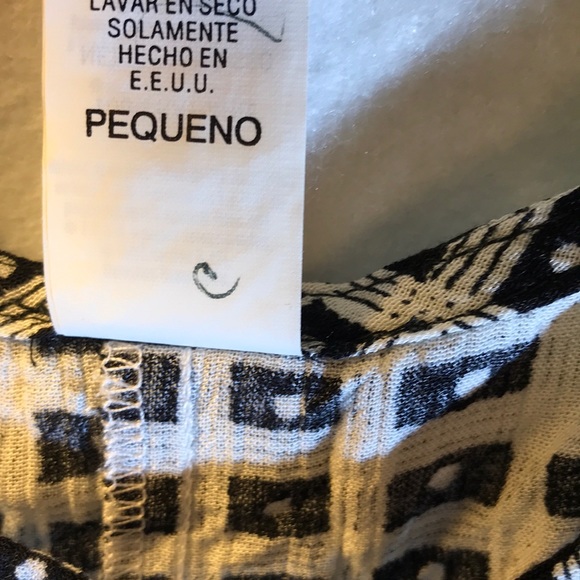 LAVAR EN SECO
SOLAMENTE
HECHO EN
E.E.U.U.
PEQUENO
C